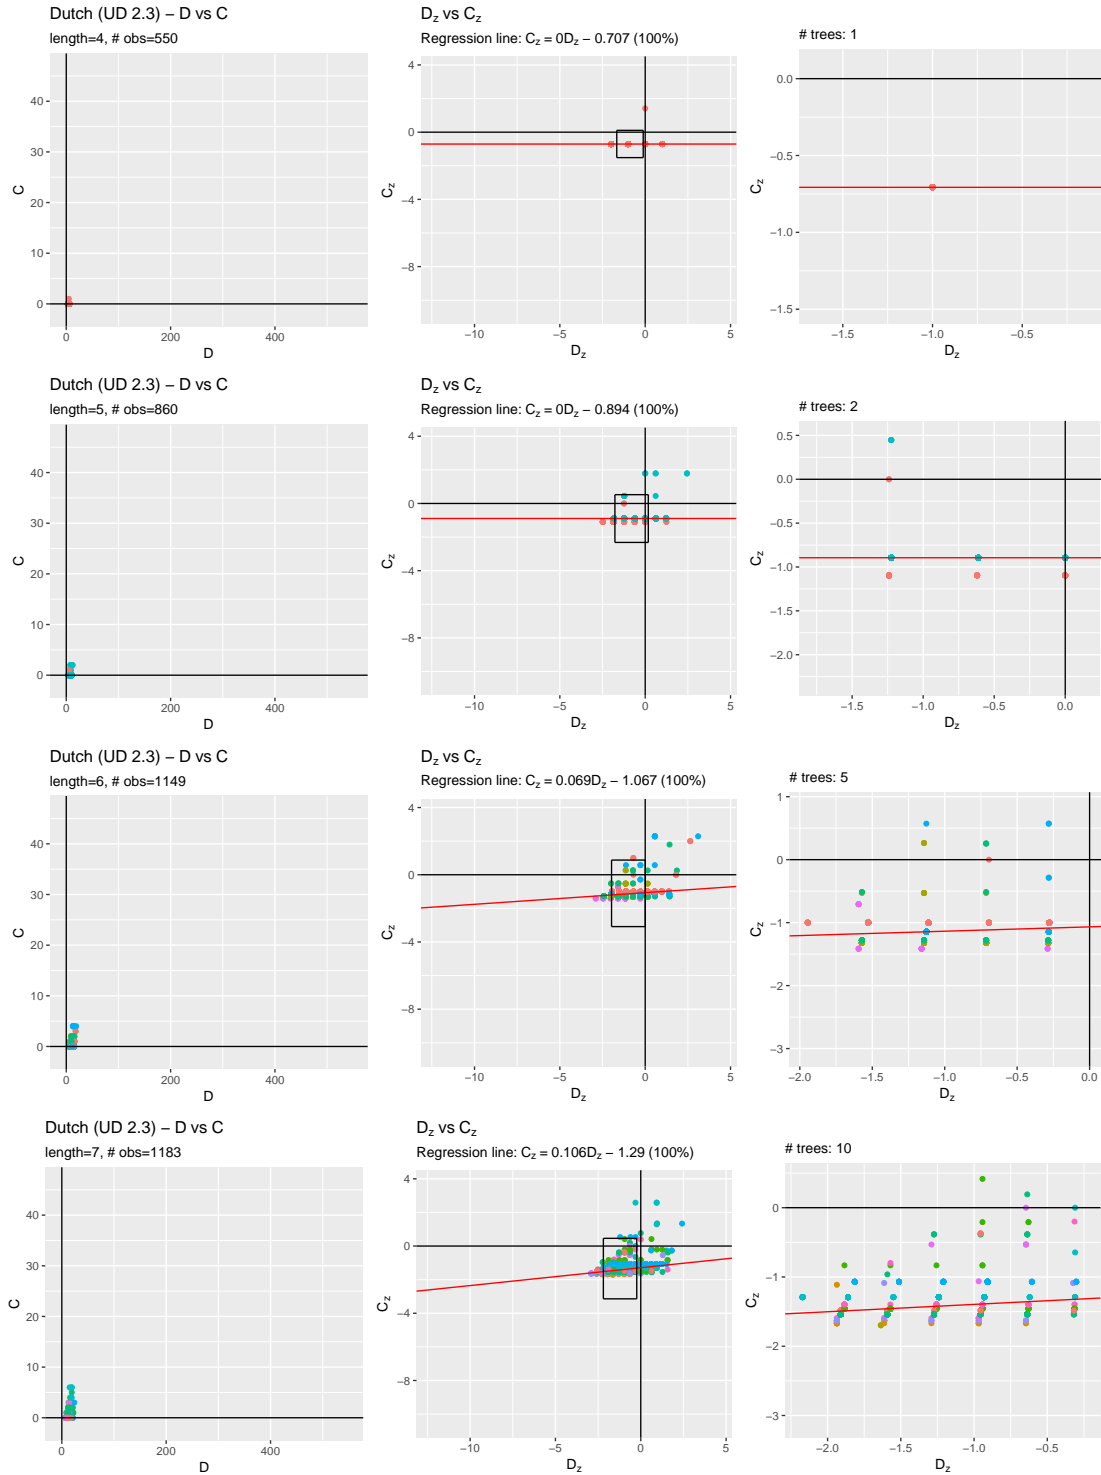 Dutch (UD 2.3) – D vs C
length=4, # obs=550
40
30
20
10
0
C
0
200
400
D
Dz vs Cz
Regression line: Cz = 0Dz − 0.707 (100%)
4
0
−4
−8
Cz
−10
−5
0
5
Dz
# trees: 1
0.0
−0.5
−1.0
−1.5
Cz
−1.5
−1.0
−0.5
Dz
Dutch (UD 2.3) – D vs C
length=5, # obs=860
40
30
20
10
0
C
0
200
400
D
Dz vs Cz
Regression line: Cz = 0Dz − 0.894 (100%)
4
0
−4
−8
Cz
−10
−5
0
5
Dz
# trees: 2
0.5
0.0
−0.5
−1.0
−1.5
−2.0
Cz
−1.5
−1.0
−0.5
0.0
Dz
Dutch (UD 2.3) – D vs C
length=6, # obs=1149
40
30
20
10
0
C
0
200
400
D
Dz vs Cz
Regression line: Cz = 0.069Dz − 1.067 (100%)
4
0
−4
−8
Cz
−10
−5
0
5
Dz
# trees: 5
1
0
−1
−2
−3
Cz
−2.0
−1.5
−1.0
−0.5
0.0
Dz
Dutch (UD 2.3) – D vs C
length=7, # obs=1183
40
30
20
10
0
C
0
200
400
D
Dz vs Cz
Regression line: Cz = 0.106Dz − 1.29 (100%)
4
0
−4
−8
Cz
−10
−5
0
5
Dz
# trees: 10
0
−1
−2
−3
Cz
−2.0
−1.5
−1.0
−0.5
Dz